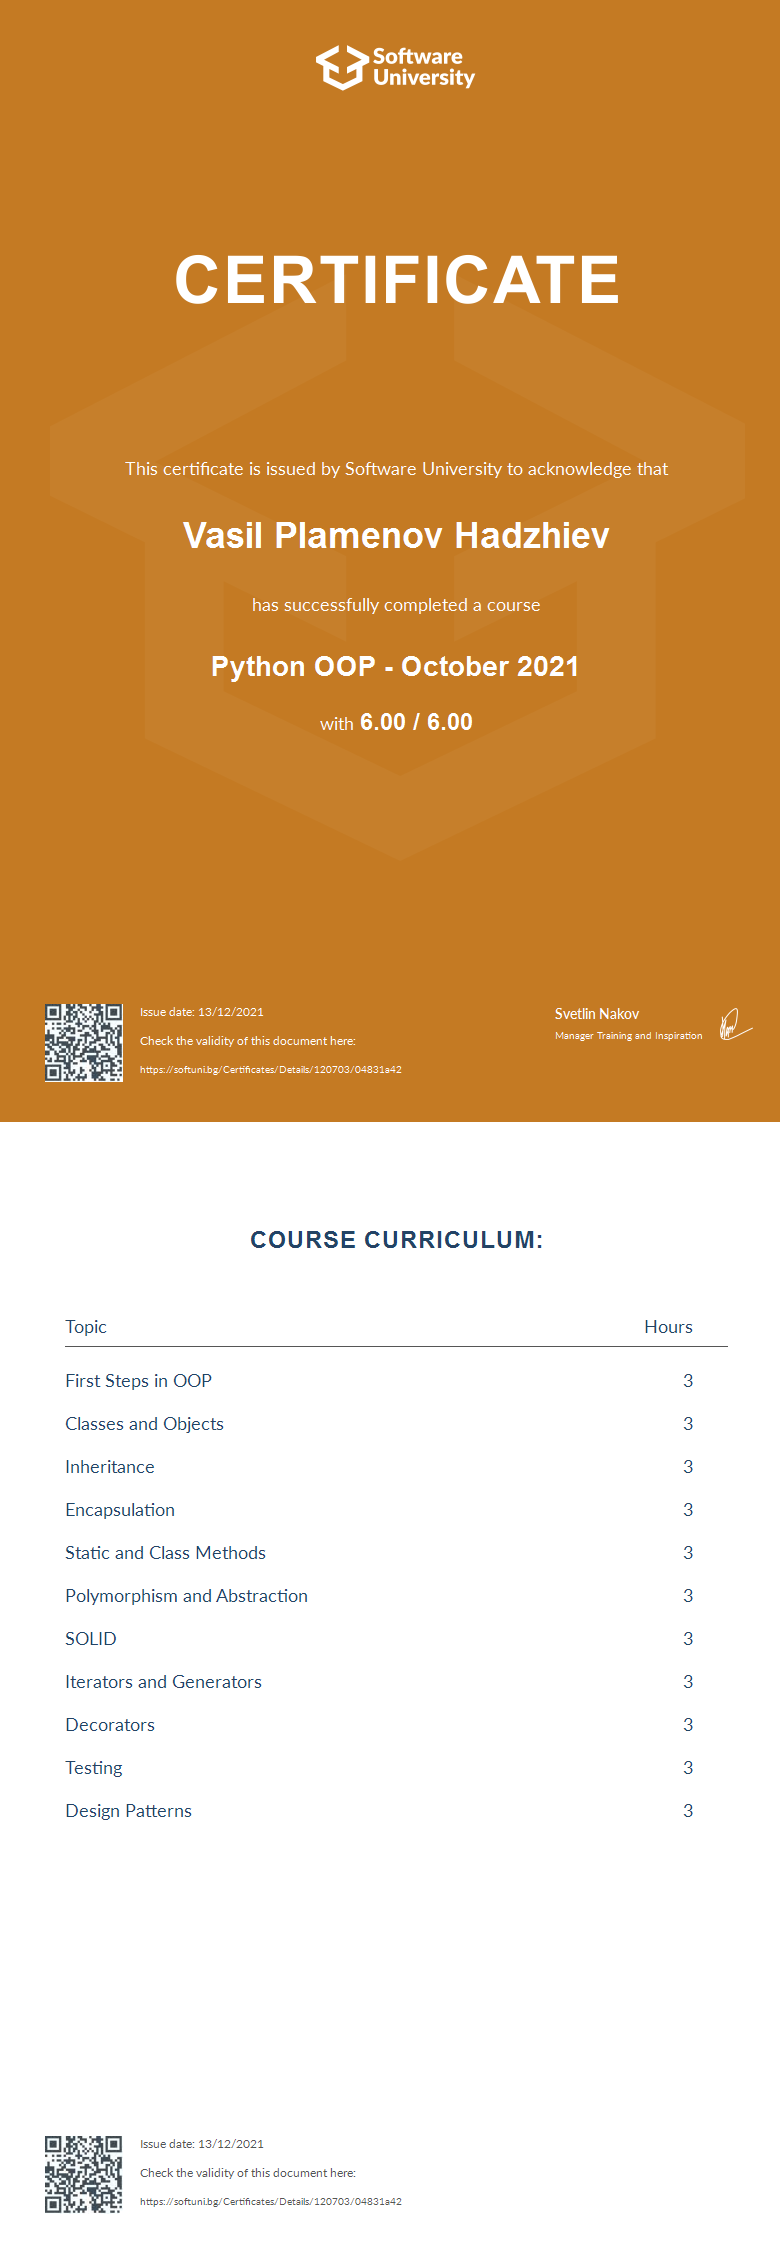 Software
University
CERTIFICATE
This certificate is issued by Software University to acknowledge that
Vasil Plamenov Hadzhiev
has successfully completed a course
Python OOP - October 2021
with 6.00 / 6.00
Issue date: 13/12/2021
Check the validity of this document here:
https://softuni.bg/Certificates/Details/120703/04831a42
Svetlin Nakov
Manager Training and Inspiration
COURSE CURRICULUM:
Topic Hours
First Steps in OOP 3
Classes and Objects 3
Inheritance 3
Encapsulation 3
Static and Class Methods 3
Polymorphism and Abstraction 3
SOLID 3
Iterators and Generators 3
Decorators 3
Testing 3
Design Patterns 3
Issue date: 13/12/2021
Check the validity of this document here:
https://softuni.bg/Certificates/Details/120703/04831a42